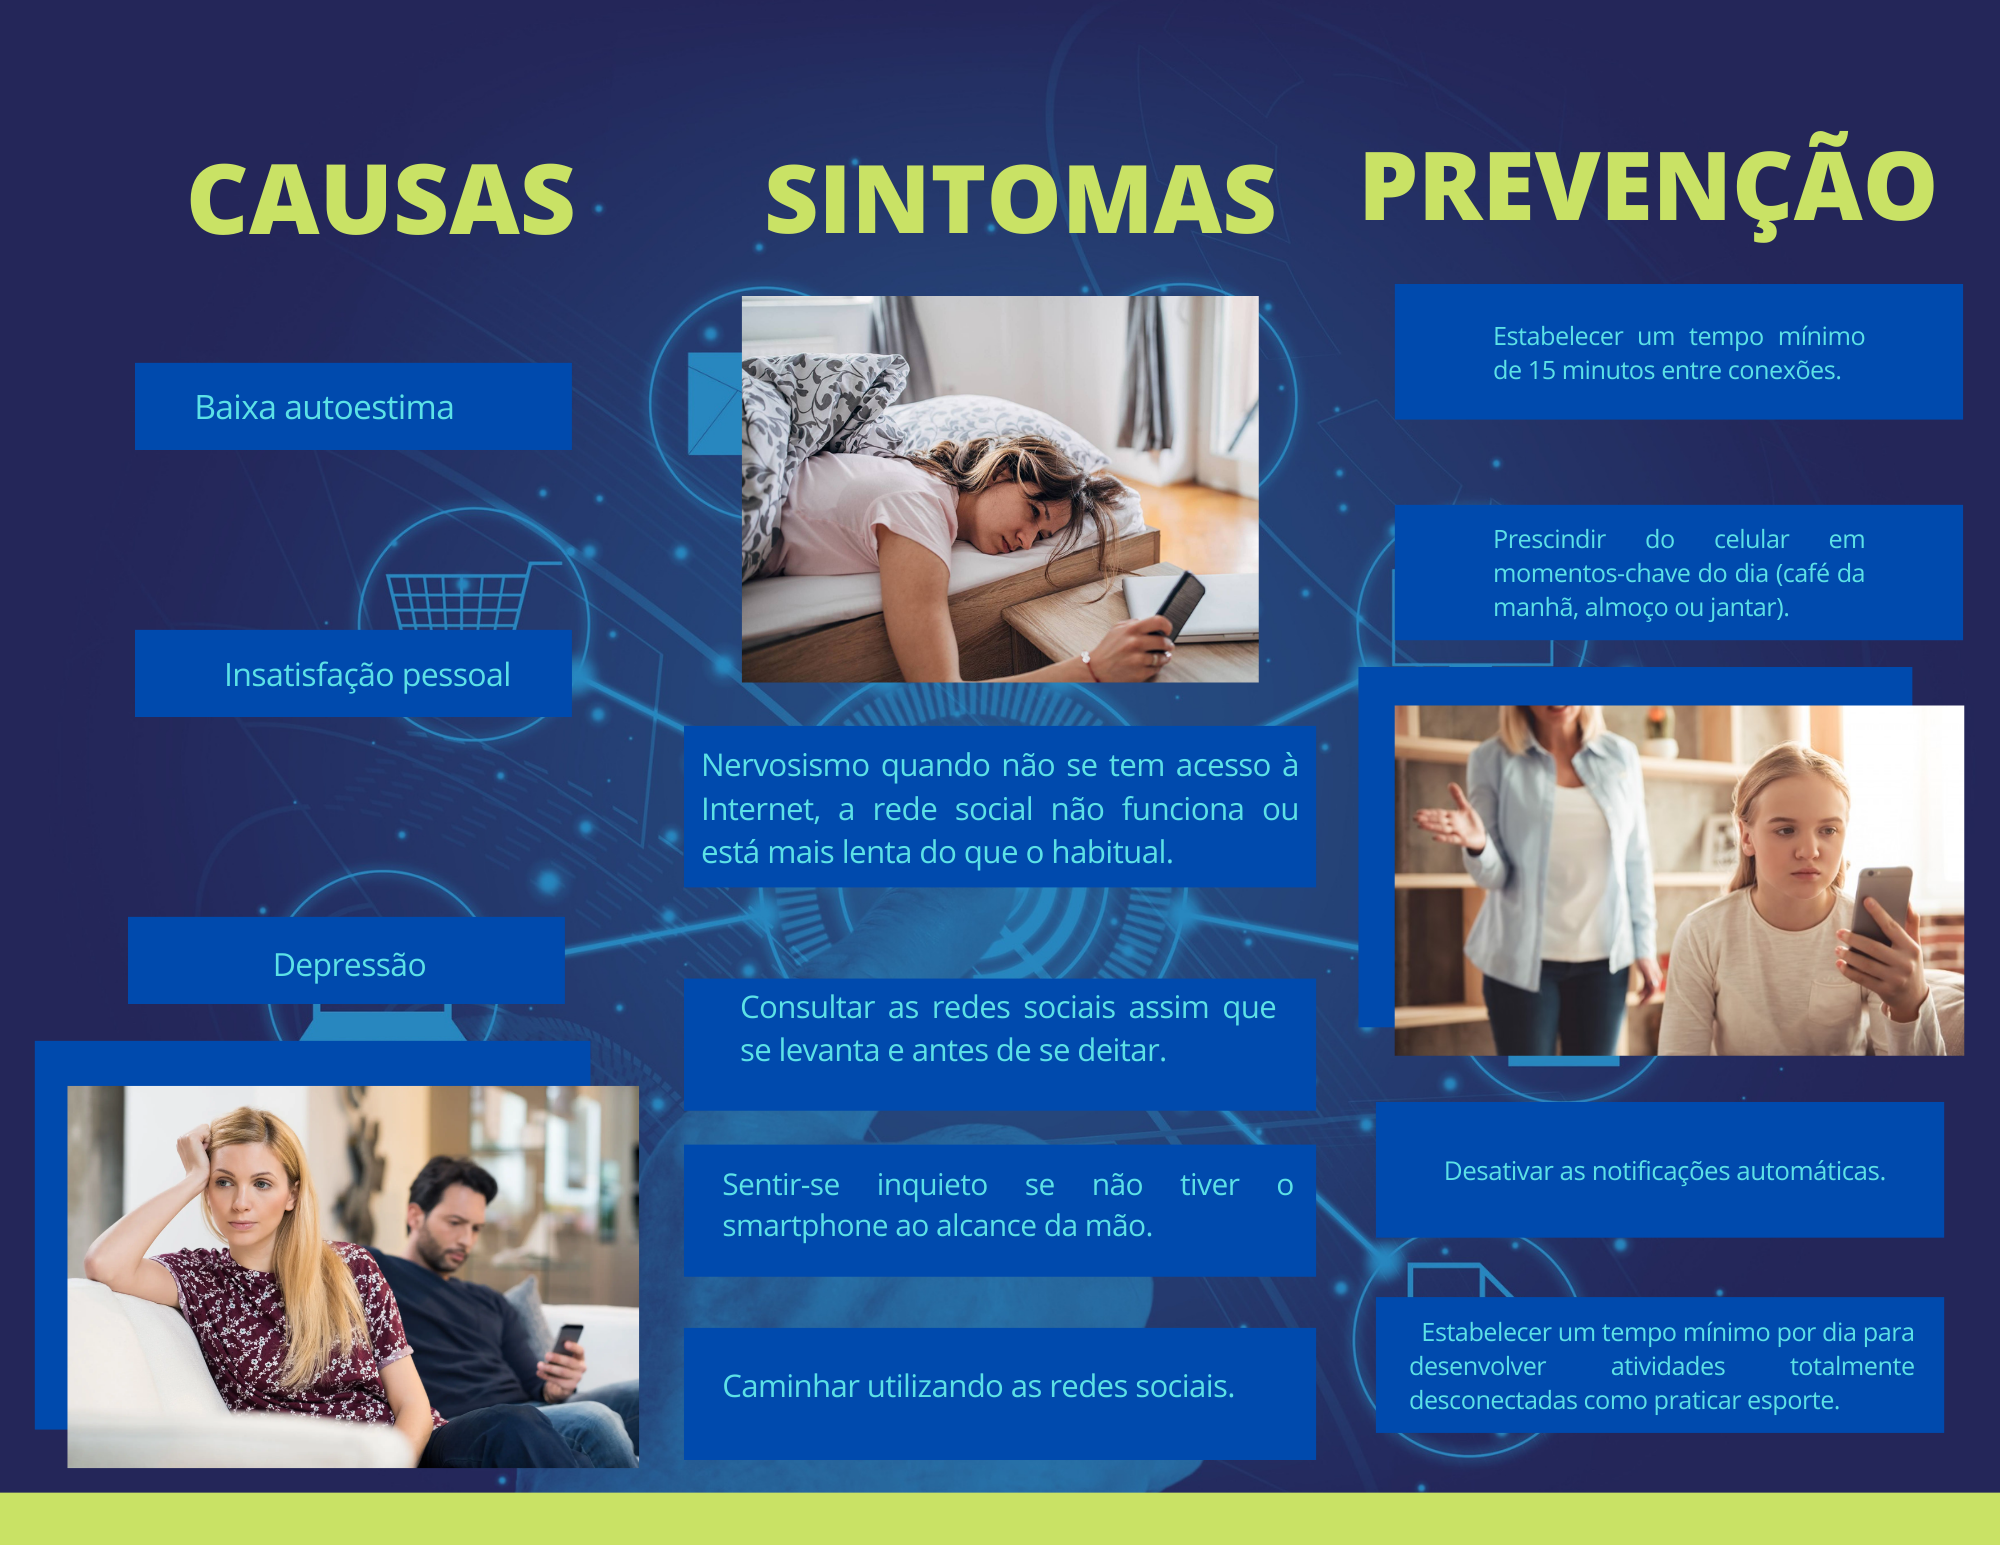 CAUSAS
Baixa autoestima
Insatisfação pessoal
Depressão
SINTOMAS
Nervosismo quando não se tem acesso à
Internet, a rede social não funciona ou
está mais lenta do que o habitual.
Consultar as redes sociais assim que
se levanta e antes de se deitar.
Sentir-se inquieto se não tiver o
smartphone ao alcance da mão.
Caminhar utilizando as redes sociais.
PREVENÇÃO
Estabelecer um tempo mínimo
de 15 minutos entre conexões.
Prescindir do celular em
momentos-chave do dia (café da
manhã, almoço ou jantar).
Desativar as notificações automáticas.
Estabelecer um tempo mínimo por dia para
desenvolver atividades totalmente
desconectadas como praticar esporte.